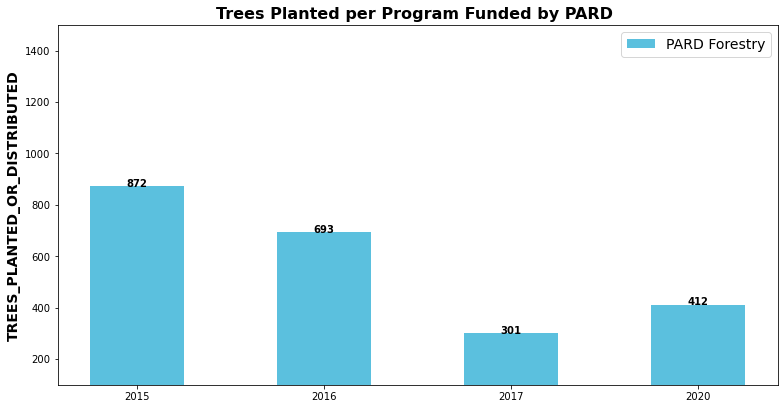 Trees Planted per Program Funded by PARD
PARD Forestry
TREES_PLANTED_OR_DISTRIBUTED
1400
1200
1000
800
600
400
200
872
693
301
412
2015 2016 2017 2020